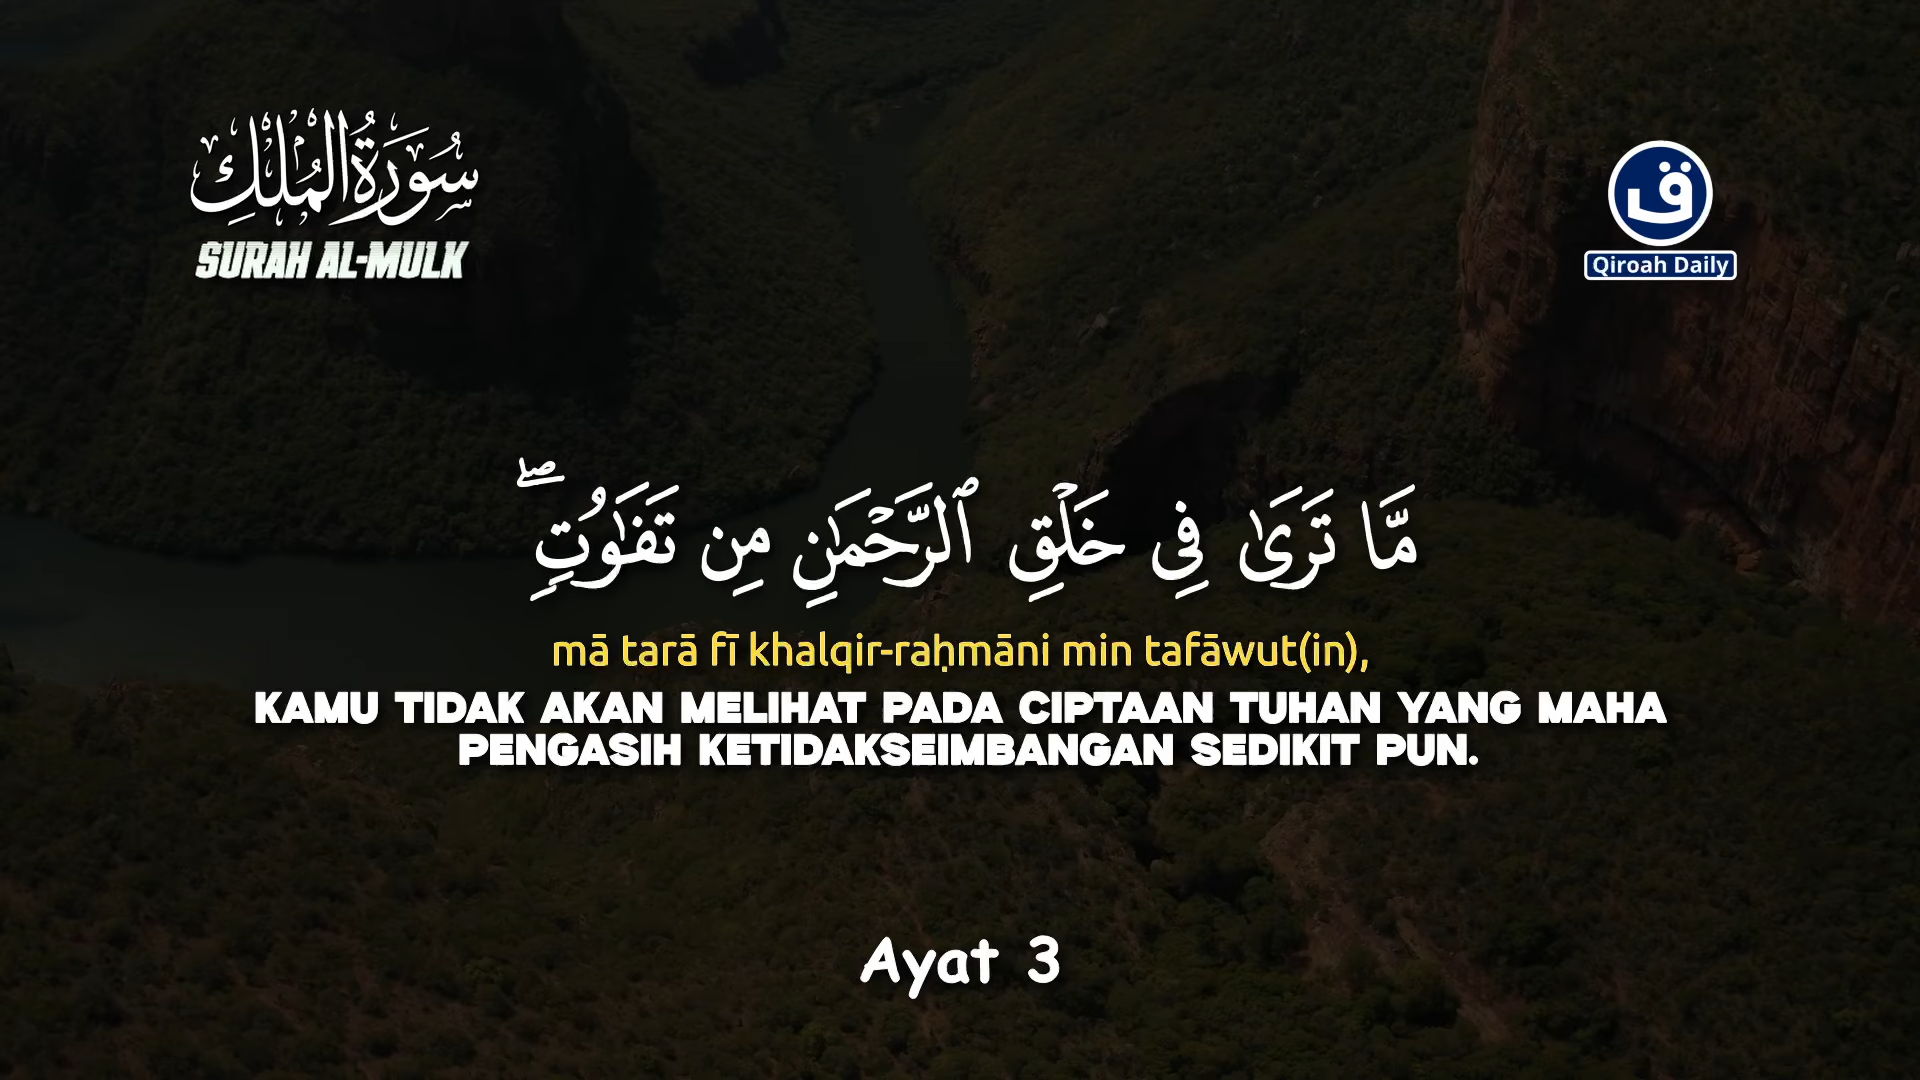 سُورَةُ الْمُلْكِ
SURAH AL-MULK
ق
Qiroah Daily
مَّا تَرَىٰ فِى خَلْقِ ٱلرَّحْمَٰنِ مِن تَفَٰوُتٍ ۖ
mā tarā fī khalqir-raḥmāni min tafāwut(in),
KAMU TIDAK AKAN MELIHAT PADA CIPTAAN TUHAN YANG MAHA
PENGASIH KETIDAKSEIMBANGAN SEDIKIT PUN.
Ayat 3